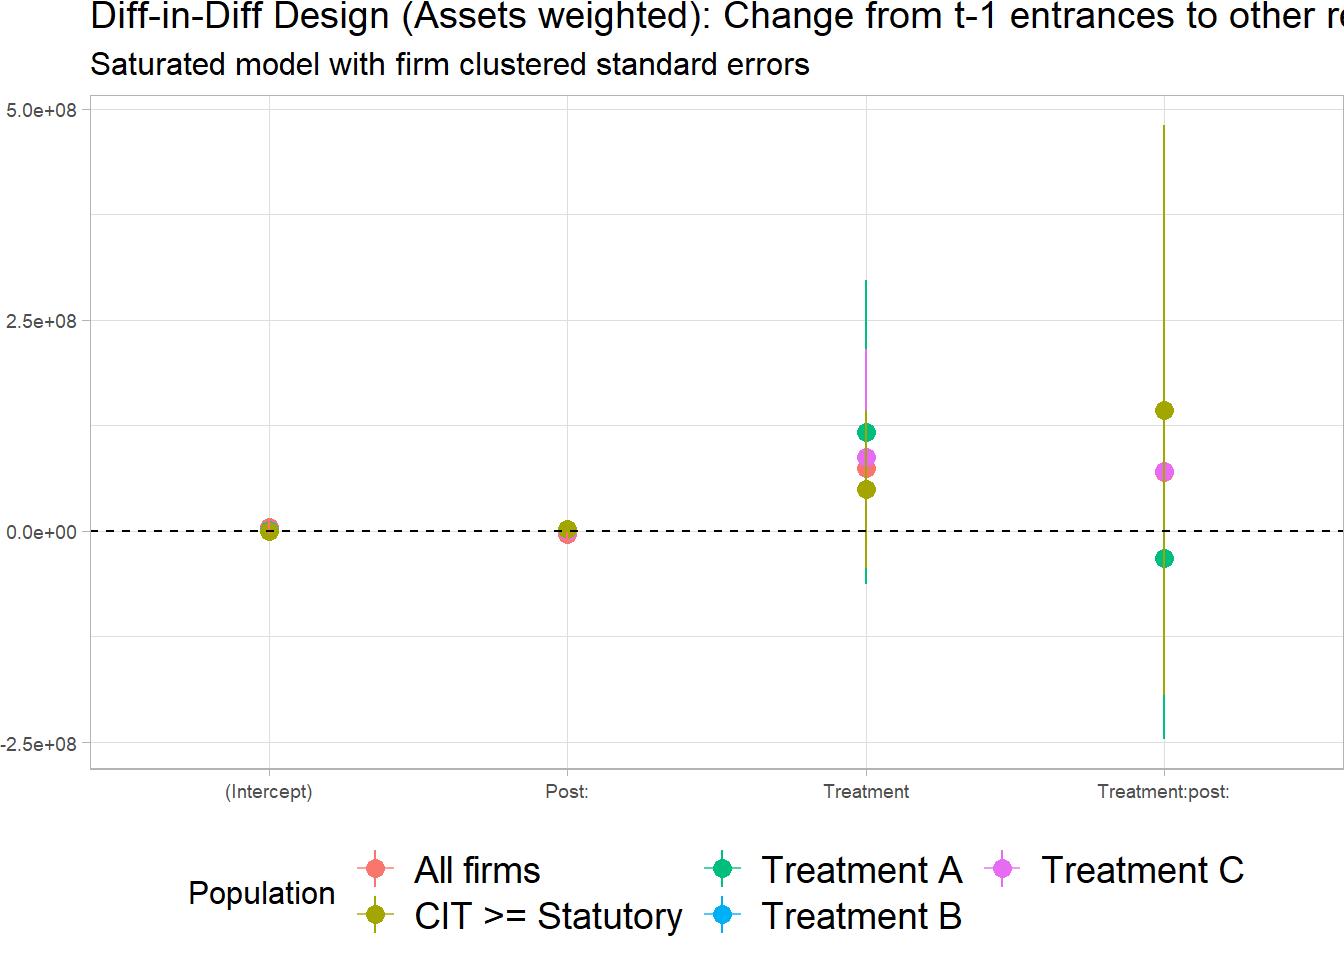 Diff-in-Diff Design (Assets weighted): Change from t-1 entrances to other
Saturated model with firm clustered standard errors
5.0e+08
2.5e+08
0.0e+00
-2.5e+08
(Intercept) Post: Treatment Treatment:post:
Population
All firms Treatment A Treatment C
CIT >= Statutory Treatment B